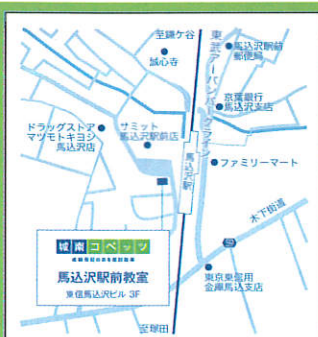 至鎌ケ谷
誠心寺
東武アーバンパークライン
馬込沢駅前
郵便局
京葉銀行
馬込沢支店
ドラッグストア
マツモトキヨシ
馬込沢店
サミット
馬込沢駅前店
馬込沢駅
ファミリーマート
木下街道
城南コベッツ
馬込沢駅前教室
東信馬込沢ビル 3F
東京東信用
金庫馬込支店
至塚田